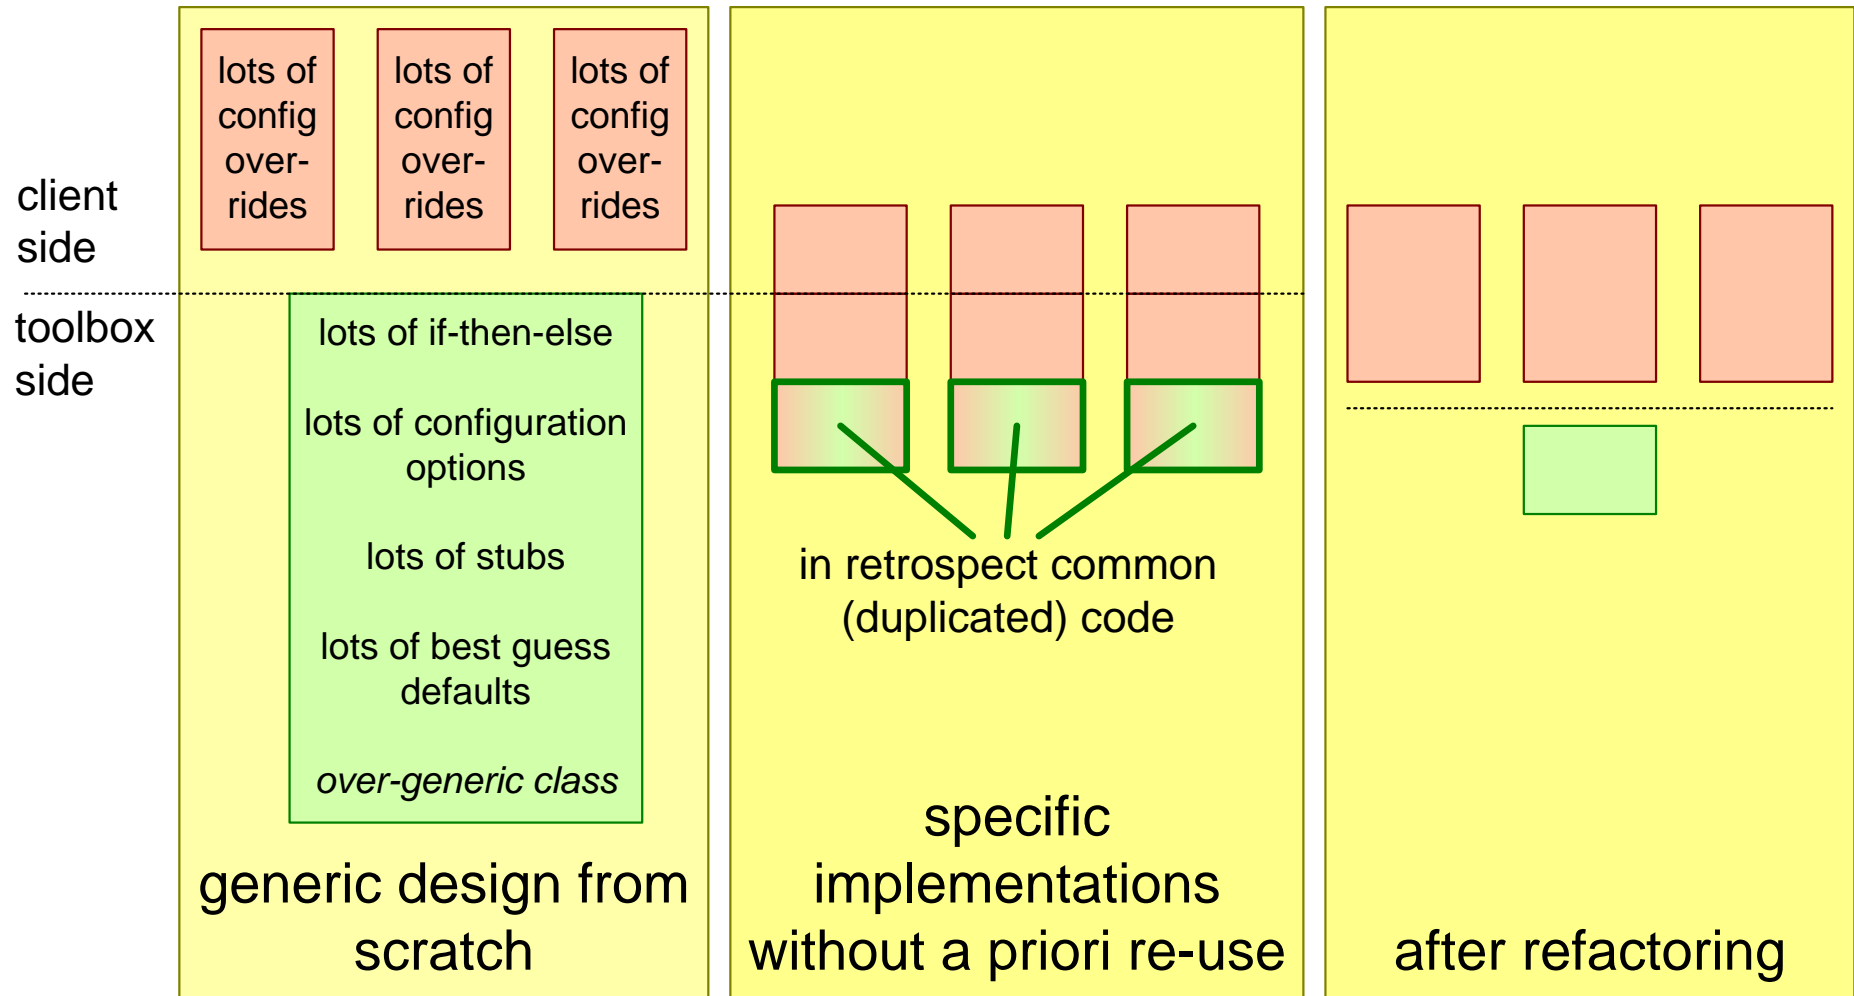 client
side
toolbox
side
lots of
config
over-
rides
lots of
config
over-
rides
lots of
config
over-
rides
lots of if-then-else
lots of configuration
options
lots of stubs
lots of best guess
defaults
over-generic class
generic design from
scratch
in retrospect common
(duplicated) code
specific
implementations
without a priori re-use
after refactoring